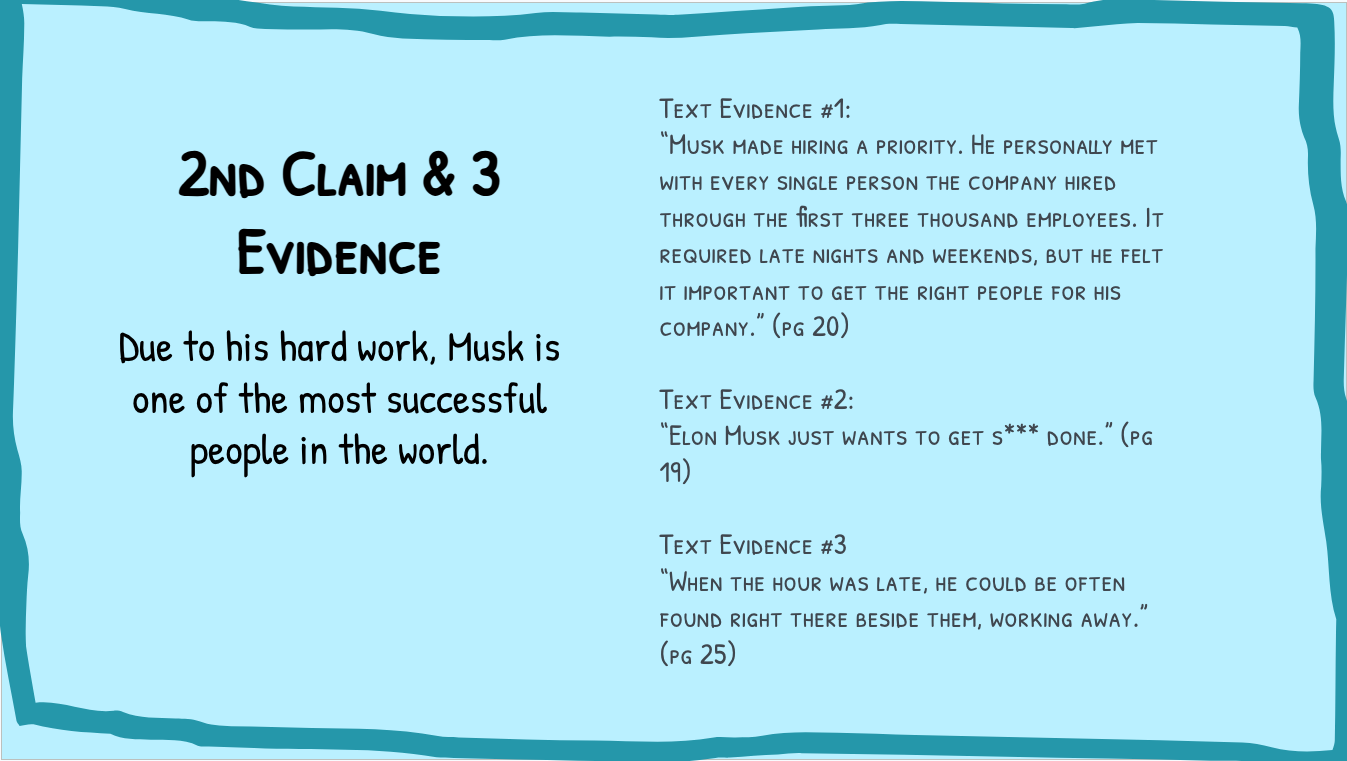 2nd Claim & 3
Evidence
Due to his hard work, Musk is
one of the most successful
people in the world.
Text Evidence #1:
"Musk made hiring a priority. He personally met
with every single person the company hired
through the first three thousand employees. It
required late nights and weekends, but he felt
it important to get the right people for his
company." (pg 20)
Text Evidence #2:
"Elon Musk just wants to get s*** done." (pg
19)
Text Evidence #3
"When the hour was late, he could be often
found right there beside them, working away."
(pg 25)